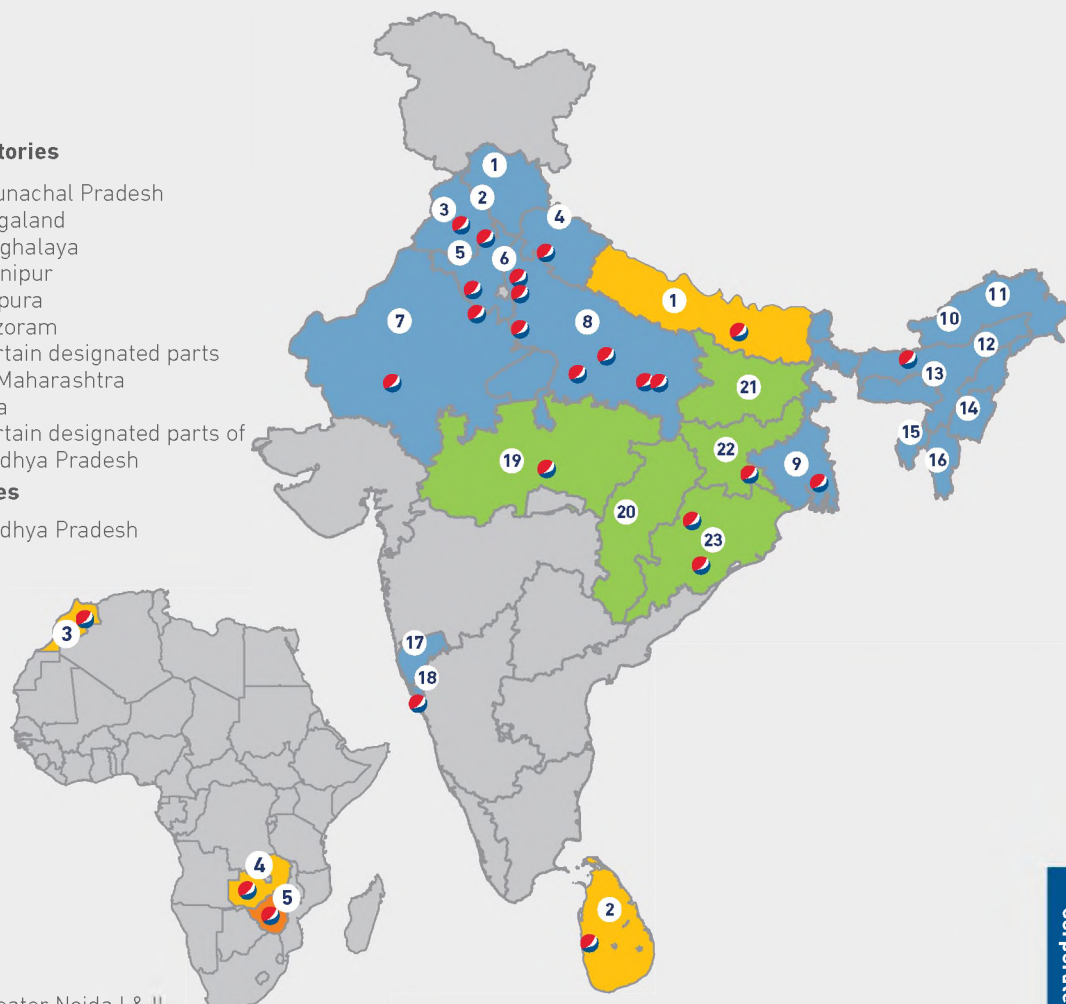 tories
unachal Pradesh
galand
ghalaya
nipur
pura
zoram
rtain designated parts
Maharashtra
a
rtain designated parts of
dhya Pradesh
es
dhya Pradesh
1
2
3
4
5
6
7
8
1
11
10
12
13
14
15
16
21
22
9
19
20
23
17
18
3
4
5
2